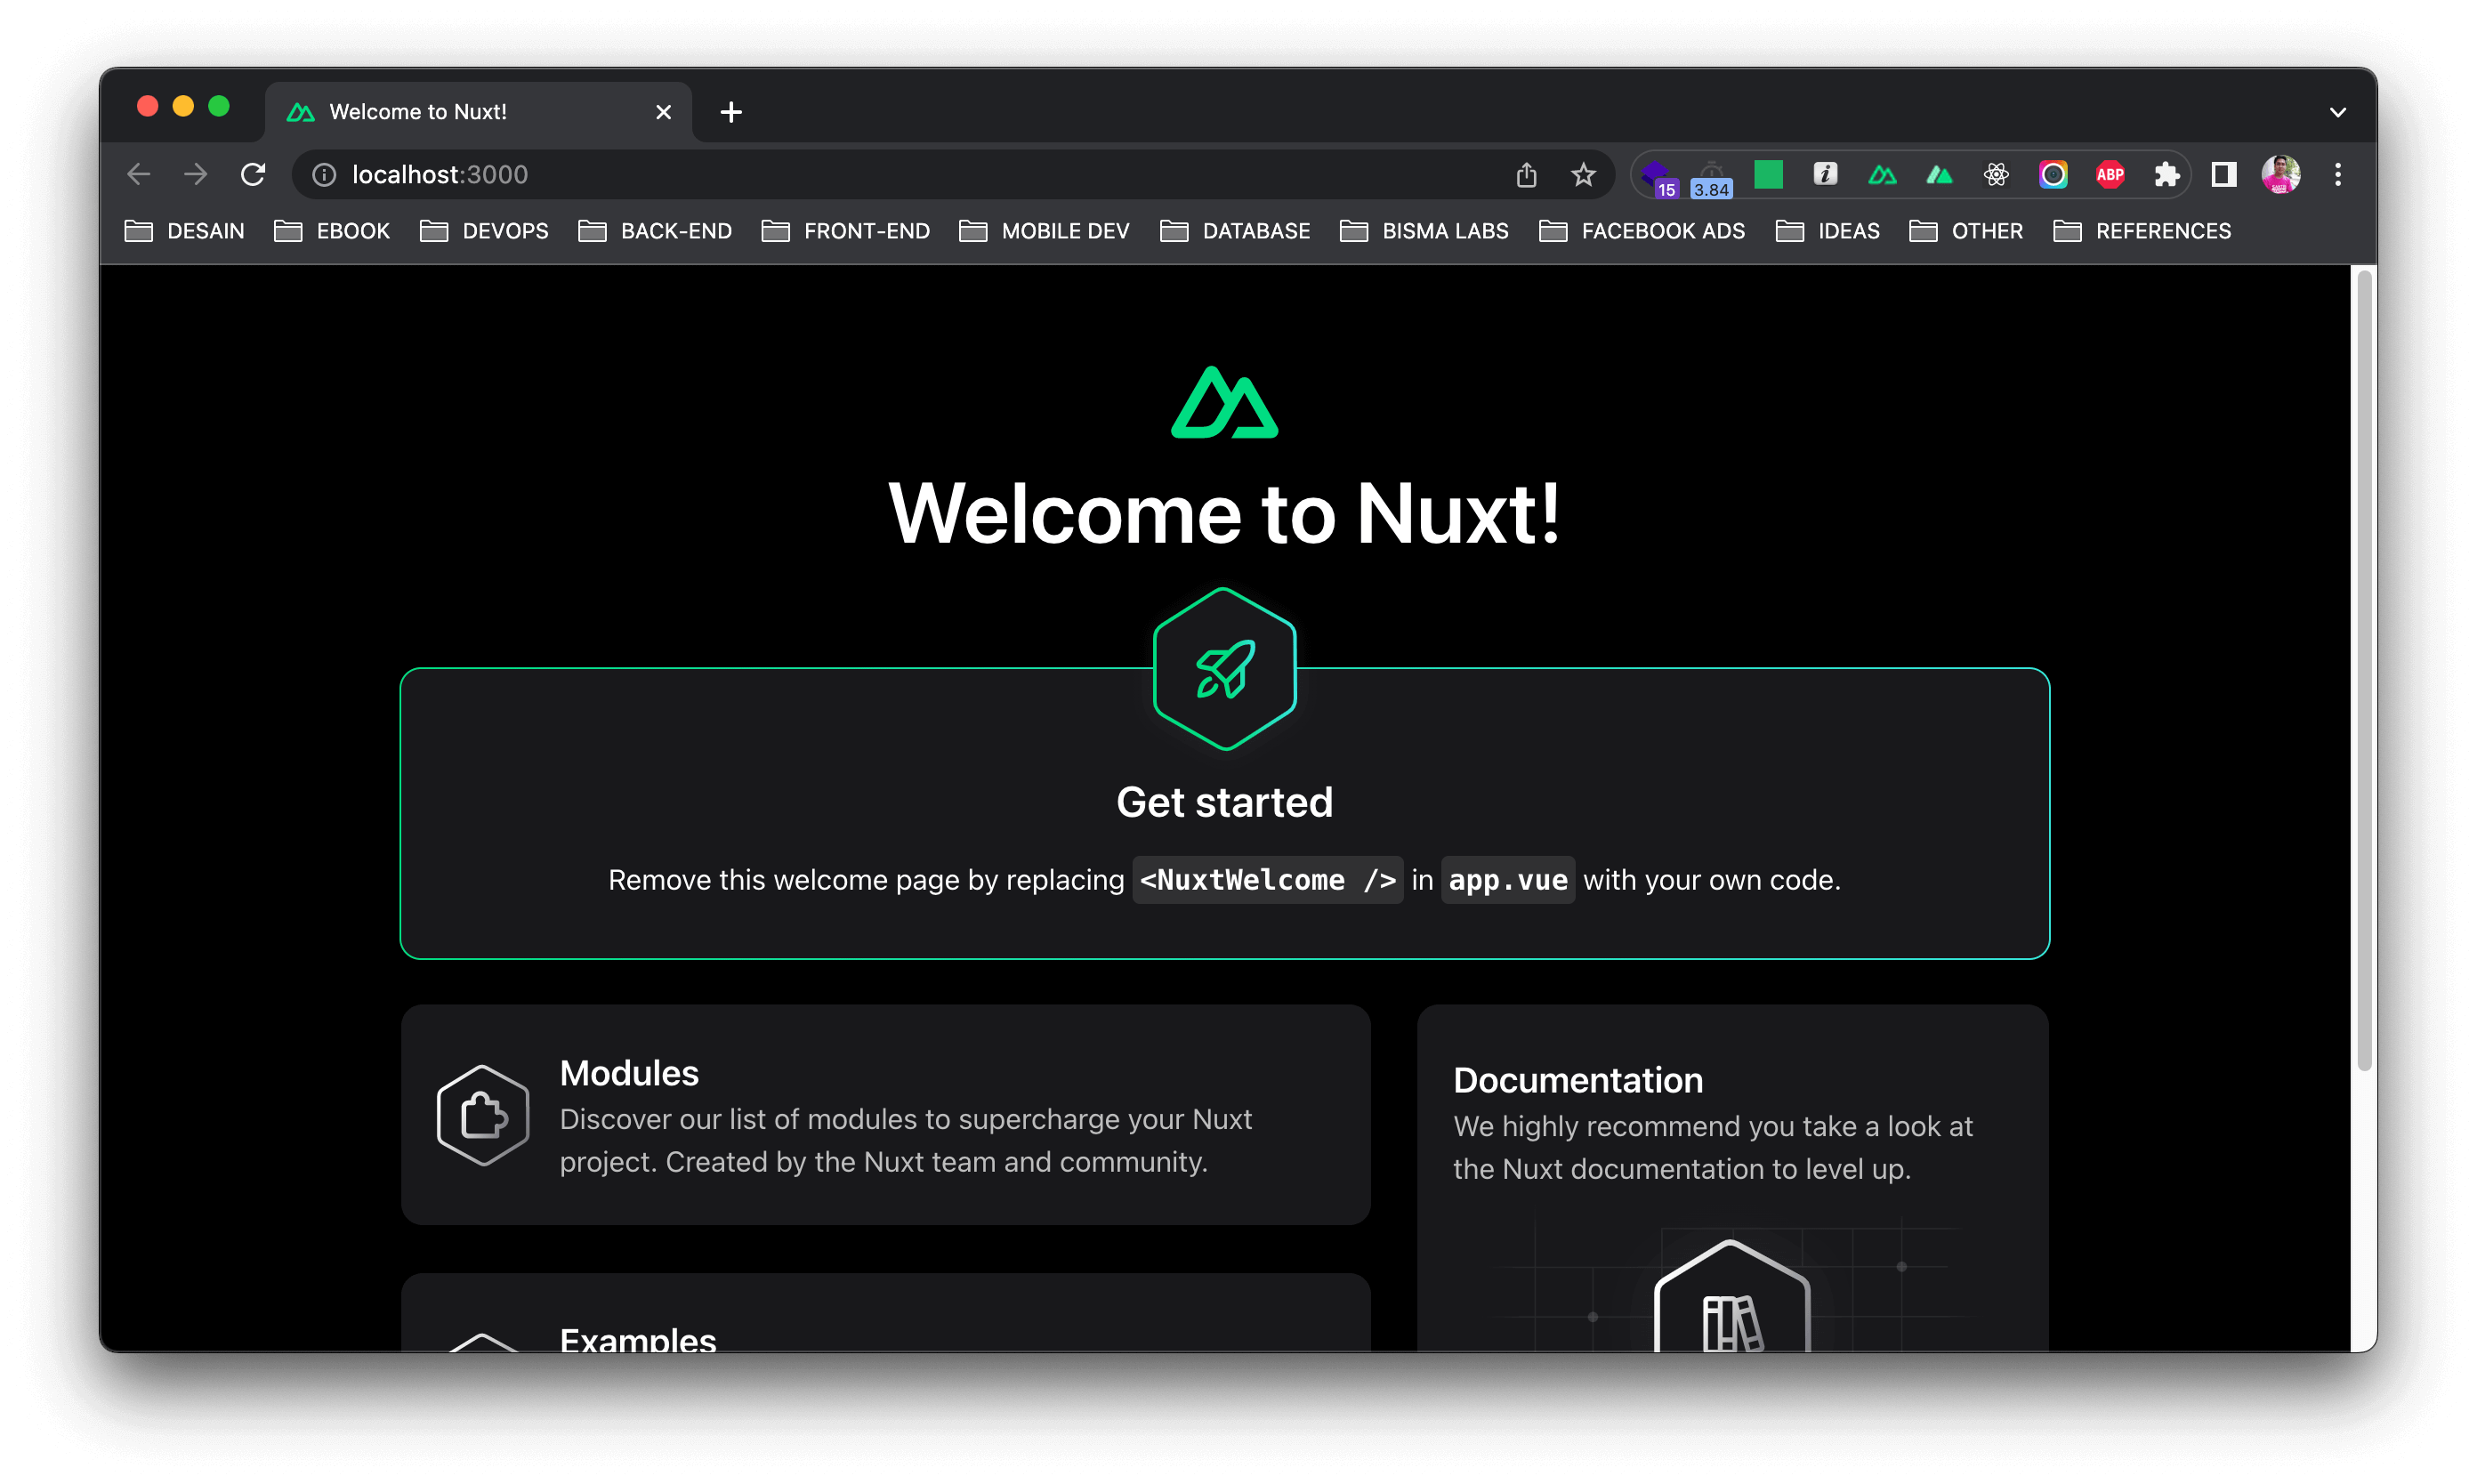 Welcome to Nuxt!
localhost:3000
15
3.84
i
ABP
DESAIN
EBOOK
DEVOPS
BACK-END
FRONT-END
MOBILE DEV
DATABASE
BISMA LABS
FACEBOOK ADS
IDEAS
OTHER
REFERENCES
Welcome to Nuxt!
Get started
Remove this welcome page by replacing <NuxtWelcome /> in app.vue with your own code.
Modules
Discover our list of modules to supercharge your Nuxt
project. Created by the Nuxt team and community.
Documentation
We highly recommend you take a look at
the Nuxt documentation to level up.
Examples